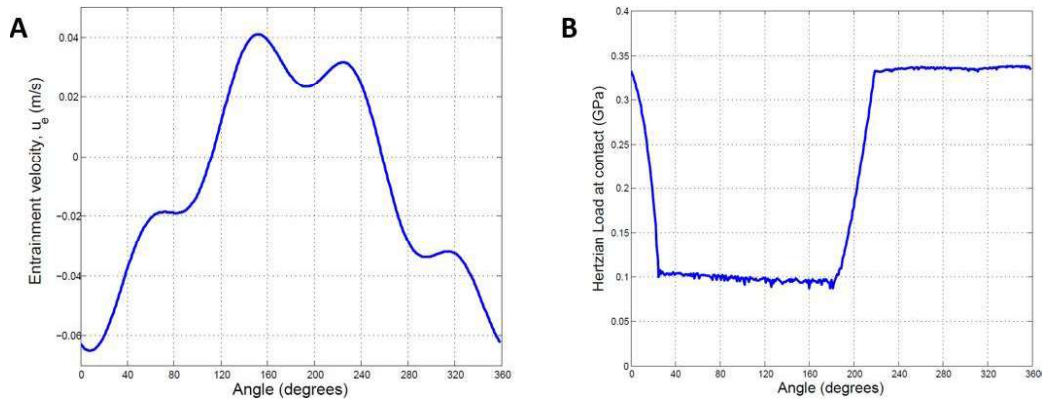 A
Entrainment velocity, u_e (m/s)
0.04
0.02
0
−0.02
−0.04
−0.06
0 40 80 120 160 200 240 280 320 360
Angle (degrees)
B
Hertzian Load at contact (GPa)
0.4
0.35
0.3
0.25
0.2
0.15
0.1
0.05
0
0 40 80 120 160 200 240 280 320 3600
Angle (degrees)